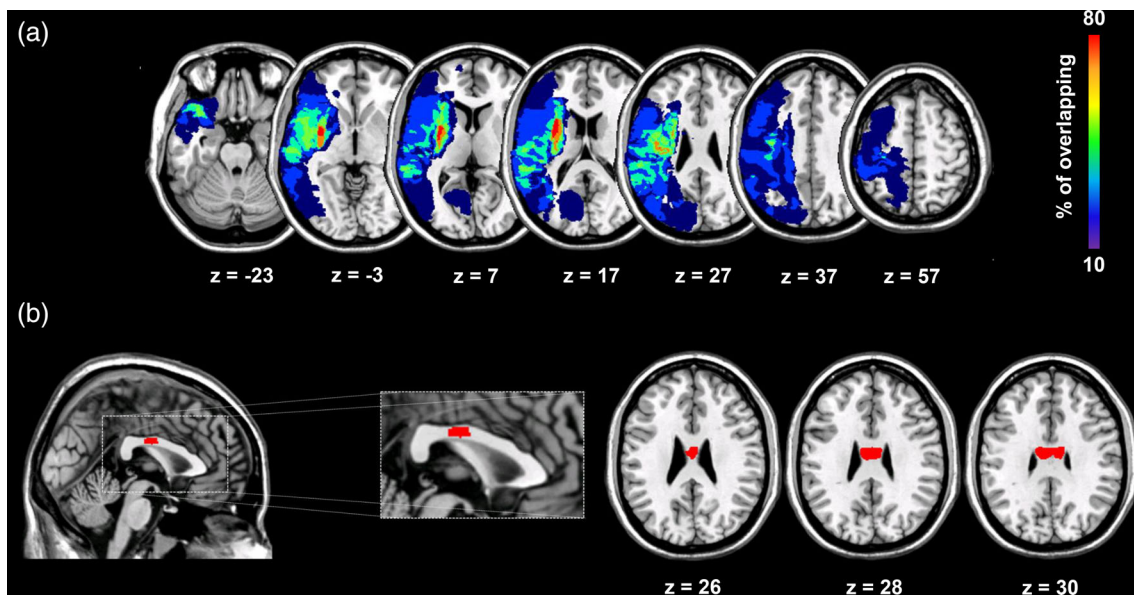 (a)
80
% of overlapping
10
z = -23
z = -3
z = 7
z = 17
z = 27
z = 37
z = 57
(b)
z = 26
z = 28
z = 30